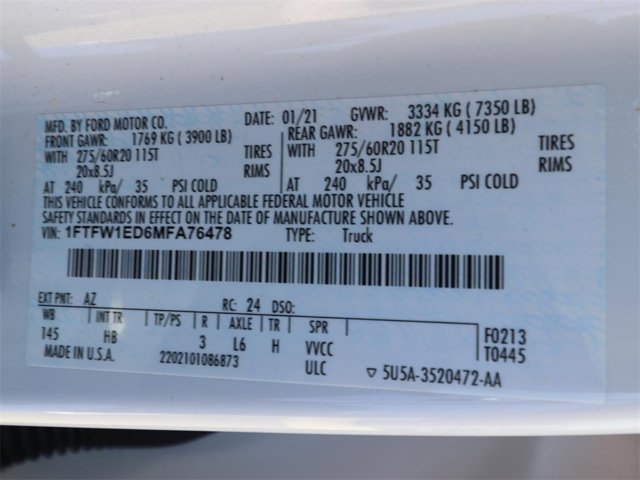 MFD. BY FORD MOTOR CO.
DATE: 01/21 GVWR: 3334 KG ( 7350 LB)
FRONT GAWR: 1769 KG ( 3900 LB) REAR GAWR: 1882 KG ( 4150 LB)
WITH 275/60R20 115T TIRES WITH 275/60R20 115T TIRES
20x8.5J RIMS 20x8.5J RIMS
AT 240 kPa/ 35 PSI COLD AT 240 kPa/ 35 PSI COLD
THIS VEHICLE CONFORMS TO ALL APPLICABLE FEDERAL MOTOR VEHICLE
SAFETY STANDARDS IN EFFECT ON THE DATE OF MANUFACTURE SHOWN ABOVE.
VIN: 1FTFW1ED6MFA76478 TYPE: Truck
EXT PNT: AZ RC: 24 DSO:
WB INT TR TP/PS R AXLE TR SPR F0213
145 HB 3 L6 H VVCC T0445
MADE IN U.S.A. 2202101086873 ULC ▽ 5U5A-3520472-AA